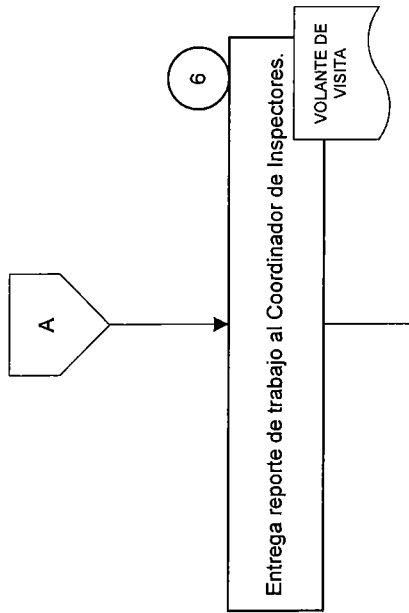 A
6
Entrega reporte de trabajo al Coordinador de Inspectores.
VOLANTE DE
VISITA